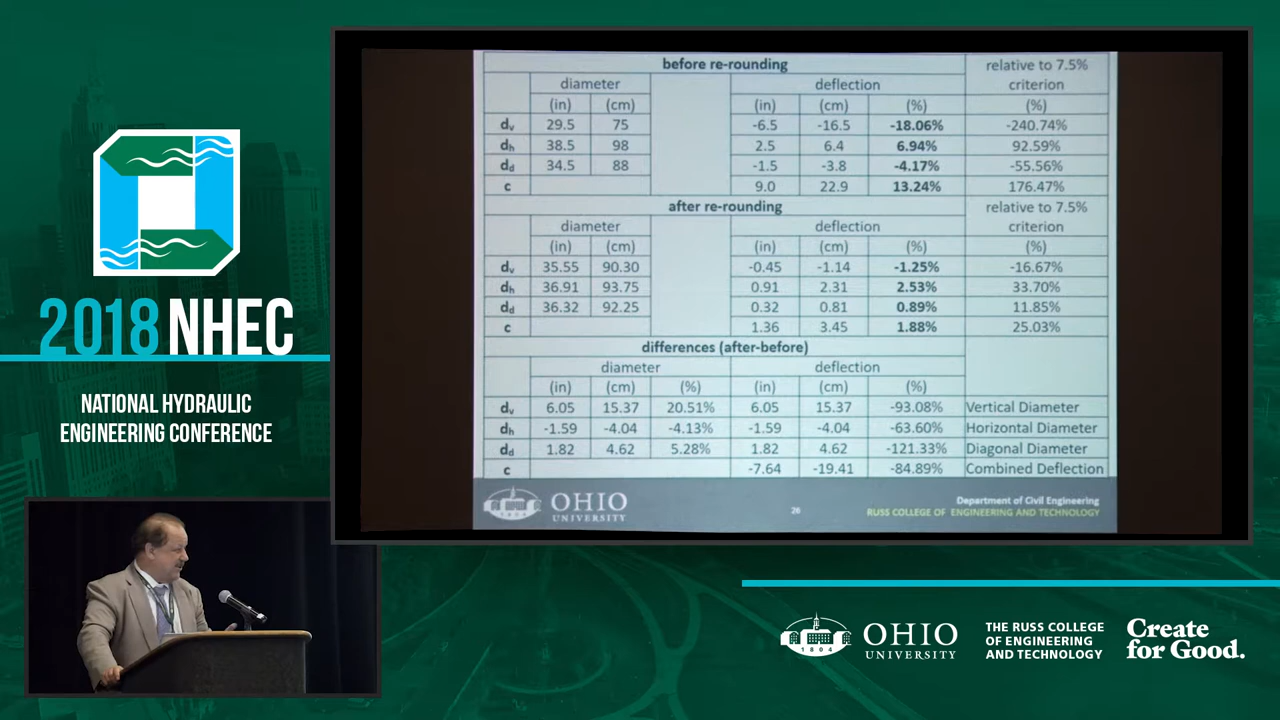 before re-rounding relative to 7.5%
diameter deflection criterion
(in) (cm) (in) (cm) (%) (%)
dv 29.5 75 -6.5 -16.5 -18.06% -240.74%
dh 38.5 98 2.5 6.4 6.94% 92.59%
dd 34.5 88 -1.5 -3.8 -4.17% -55.56%
c 9.0 22.9 13.24% 176.47%
after re-rounding relative to 7.5%
diameter deflection criterion
(in) (cm) (in) (cm) (%) (%)
dv 35.55 90.30 -0.45 -1.14 -1.25% -16.67%
dh 36.91 93.75 0.91 2.31 2.53% 33.70%
dd 36.32 92.25 0.32 0.81 0.89% 11.85%
c 1.36 3.45 1.88% 25.03%
differences (after-before)
diameter deflection
(in) (cm) (%) (in) (cm) (%)
dv 6.05 15.37 20.51% 6.05 15.37 -93.08% Vertical Diameter
dh -1.59 -4.04 -4.13% -1.59 -4.04 -63.60% Horizontal Diameter
dd 1.82 4.62 5.28% 1.82 4.62 -121.33% Diagonal Diameter
c -7.64 -19.41 -84.89% Combined Deflection
OHIO
UNIVERSITY
26
Department of Civil Engineering
RUSS COLLEGE OF ENGINEERING AND TECHNOLOGY
2018 NHEC
NATIONAL HYDRAULIC
ENGINEERING CONFERENCE
1804
OHIO
UNIVERSITY
THE RUSS COLLEGE
OF ENGINEERING
AND TECHNOLOGY
Create
for Good.